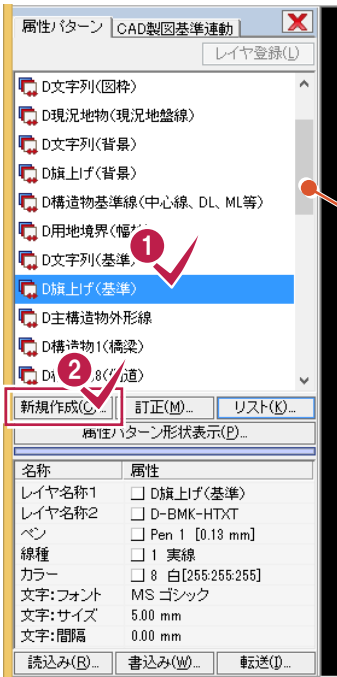 属性パターン CAD製図基準連動
レイヤ登録(L)
D文字列(図枠)
D現況地物(現況地盤線)
D文字列(背景)
D旗上げ(背景)
D構造物基準線(中心線、DL、ML等)
D用地境界(幅
D文字列(基準)
1
D旗上げ(基準)
D主構造物外形線
D構造物1(橋梁)
2
新規作成(C)... 訂正(M)... リスト(K)...
属性パターン形状表示(P)...
名称 属性
レイヤ名称1 D旗上げ(基準)
レイヤ名称2 D-BMK-HTXT
ペン Pen 1 [0.13 mm]
線種 1 実線
カラー 8 白[255:255:255]
文字:フォント MS ゴシック
文字:サイズ 5.00 mm
文字:間隔 0.00 mm
読込み(R)... 書込み(W)... 転送(I)...